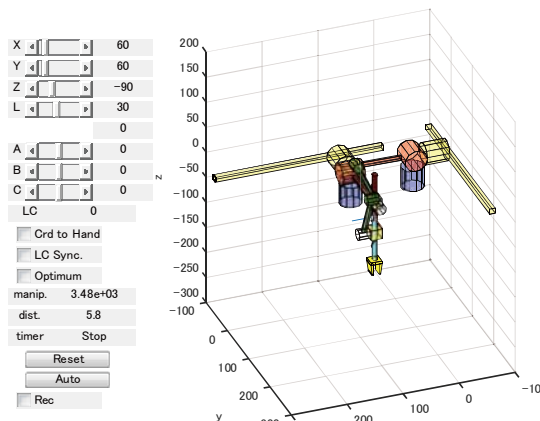 X 60
Y 60
Z -90
L 30
0
A 0
B 0
C 0
LC 0
Crd to Hand
LC Sync.
Optimum
manip. 3.48e+03
dist. 5.8
timer Stop
Reset
Auto
Rec
200
150
100
50
0
-50
-100
-150
-200
-250
-300
z
-100
0
100
200
y
200
100
0